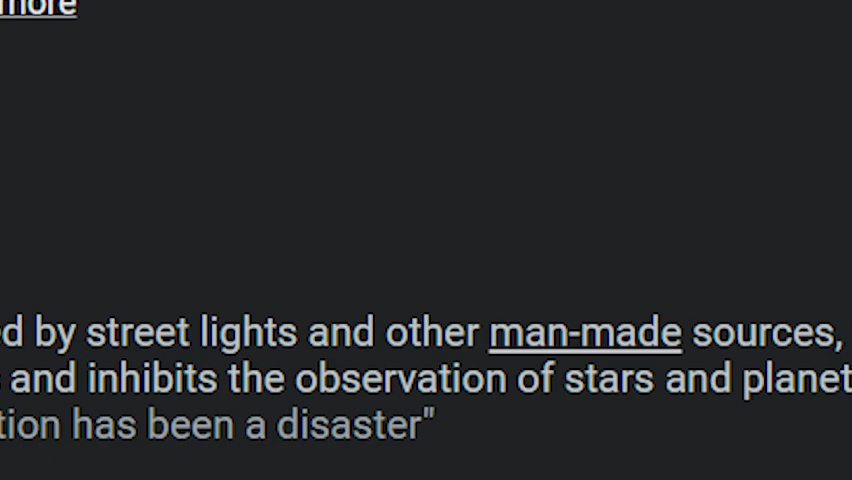 more
ed by street lights and other man-made sources,
and inhibits the observation of stars and planet
tion has been a disaster"